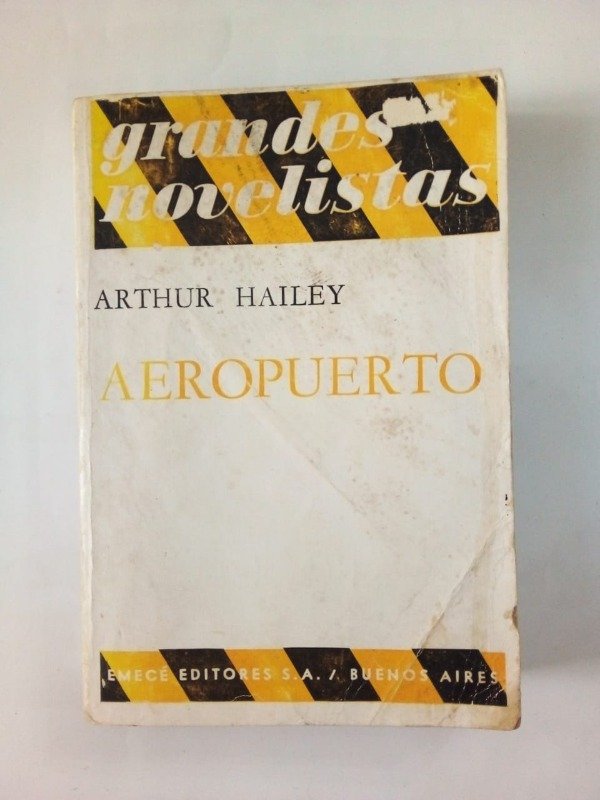 grandes
novelistas
ARTHUR HAILEY
AEROPUERTO
EMECÉ EDITORES S.A. / BUENOS AIRES